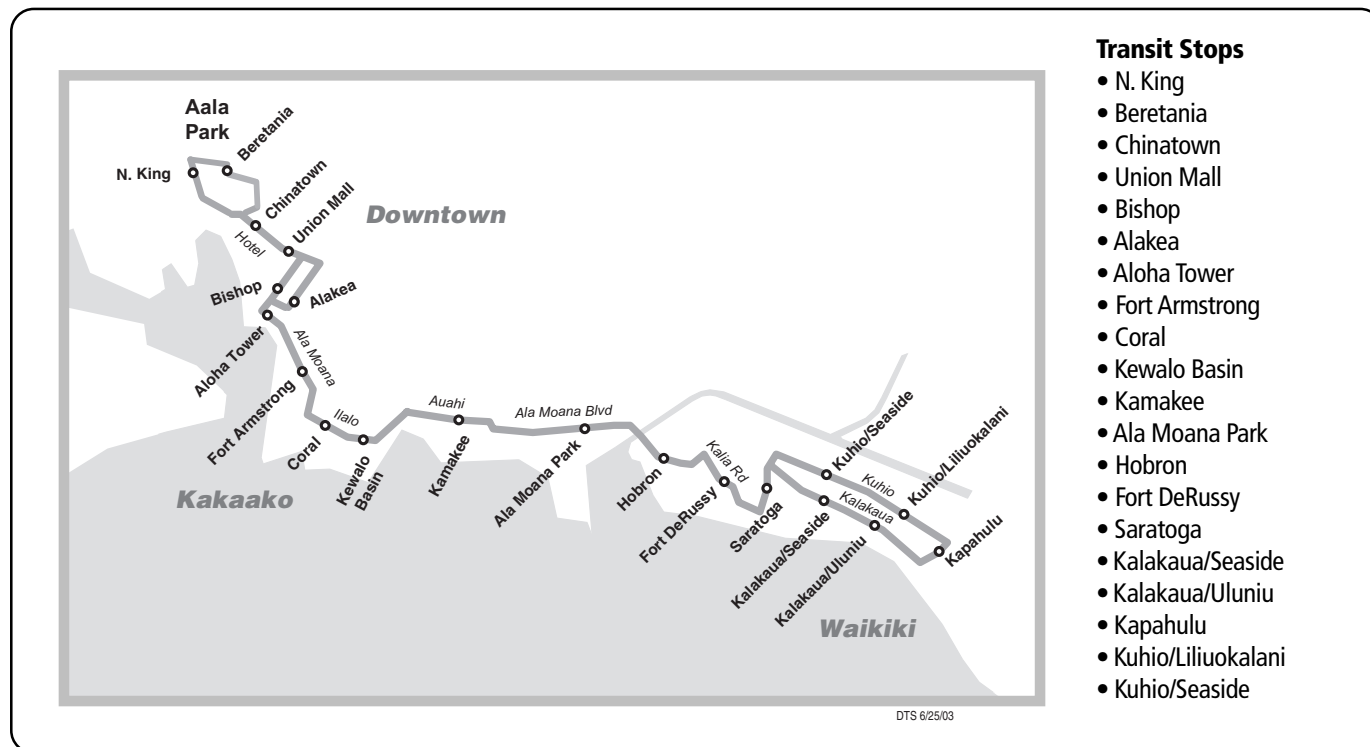 Aala
Park
Beretania
N. King
Chinatown
Union Mall
Downtown
Hotel
Bishop
Alakea
Aloha Tower
Ala Moana
Fort Armstrong
Ilalo
Coral
Kewalo
Basin
Kakaako
Auahi
Kamakee
Ala Moana Blvd
Ala Moana Park
Hobron
Kalia Rd
Fort DeRussy
Saratoga
Kuhio/Seaside
Kuhio
Kuhio/Liliuokalani
Kalakaua
Kalakaua/Seaside
Kalakaua/Uluniu
Kapahulu
Waikiki
DTS 6/25/03
Transit Stops
• N. King
• Beretania
• Chinatown
• Union Mall
• Bishop
• Alakea
• Aloha Tower
• Fort Armstrong
• Coral
• Kewalo Basin
• Kamakee
• Ala Moana Park
• Hobron
• Fort DeRussy
• Saratoga
• Kalakaua/Seaside
• Kalakaua/Uluniu
• Kapahulu
• Kuhio/Liliuokalani
• Kuhio/Seaside